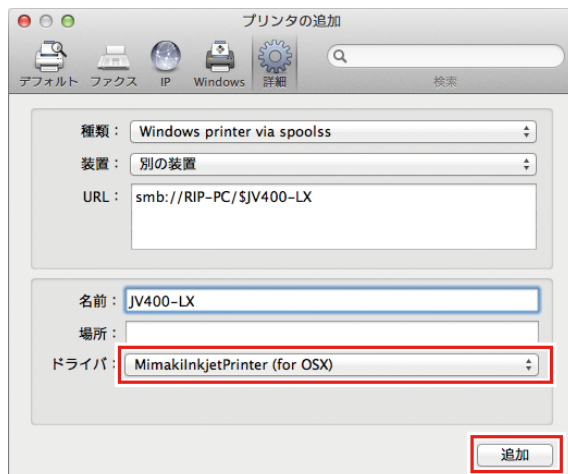 プリンタの追加
デフォルト ファクス IP Windows 詳細 検索
種類： Windows printer via spoolss
装置： 別の装置
URL： smb://RIP-PC/$JV400-LX
名前： JV400-LX
場所：
ドライバ： MimakiInkjetPrinter (for OSX)
追加